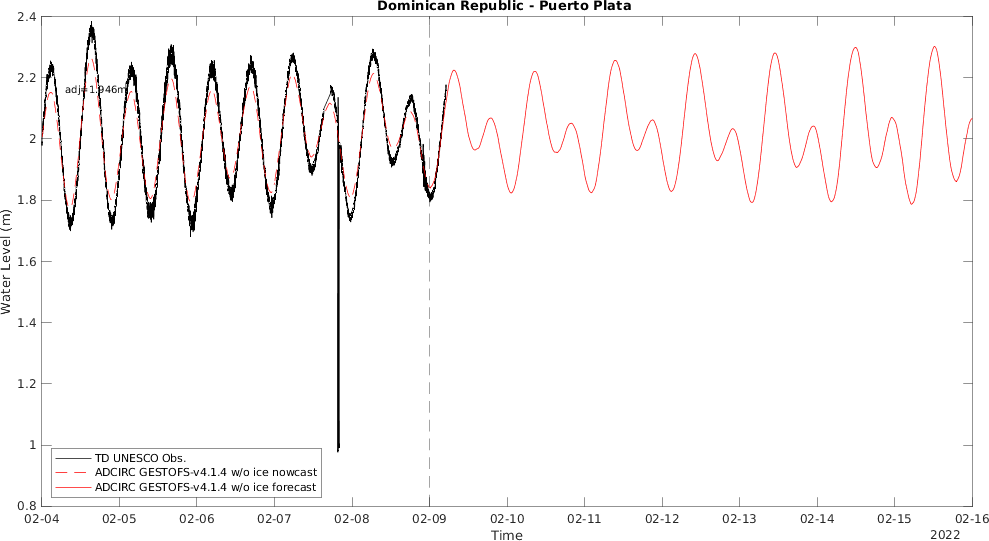 Dominican Republic - Puerto Plata
2.4
2.2
2
1.8
1.6
1.4
1.2
1
0.8
Water Level (m)
adj=1.946m
TD UNESCO Obs.
ADCIRC GESTOFS-v4.1.4 w/o ice nowcast
ADCIRC GESTOFS-v4.1.4 w/o ice forecast
02-04 02-05 02-06 02-07 02-08 02-09 02-10 02-11 02-12 02-13 02-14 02-15 02-16
Time
2022